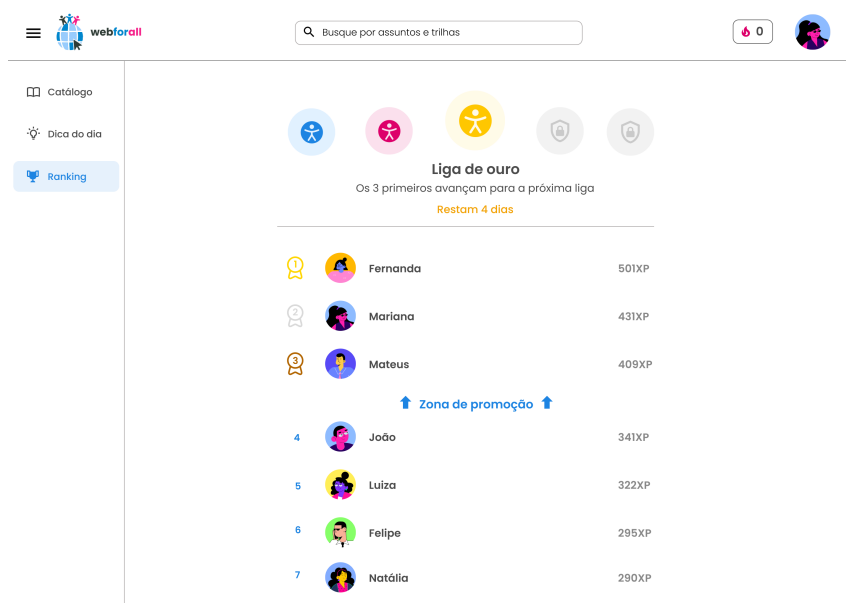 webforall
Busque por assuntos e trilhas
0
Catálogo
Dica do dia
Ranking
Liga de ouro
Os 3 primeiros avançam para a próxima liga
Restam 4 dias
1 Fernanda 501XP
2 Mariana 431XP
3 Mateus 409XP
Zona de promoção
4 João 341XP
5 Luiza 322XP
6 Felipe 295XP
7 Natália 290XP